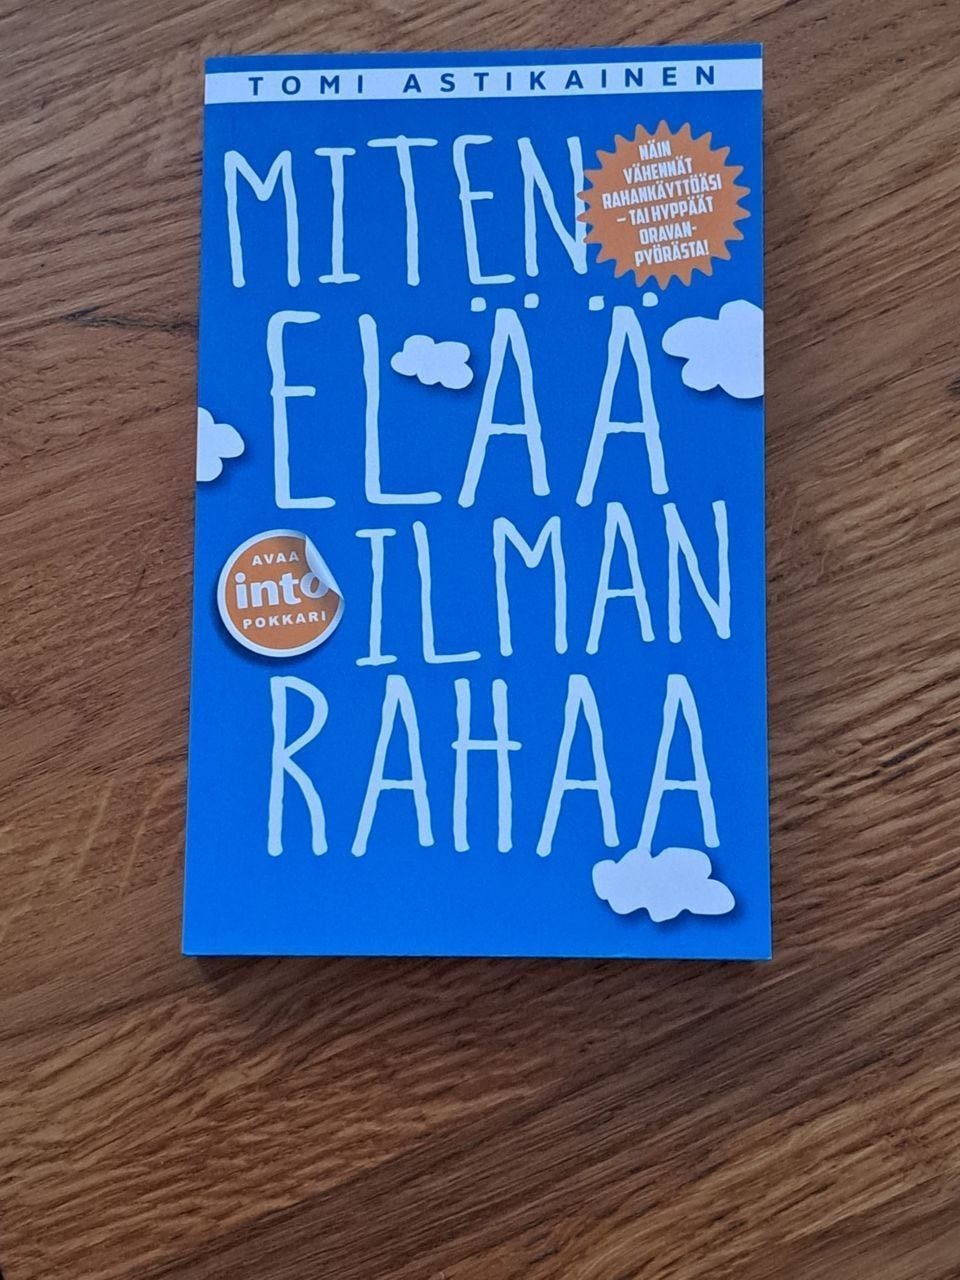 TOMI ASTIKAINEN
MITEN
NÄIN
VÄHENNÄT
RAHANKÄYTTÖÄSI
– TAI HYPPÄÄT
ORAVAN-
PYÖRÄSTÄ!
ELÄÄ
ILMAN
AVAA
into
POKKARI
RAHAA